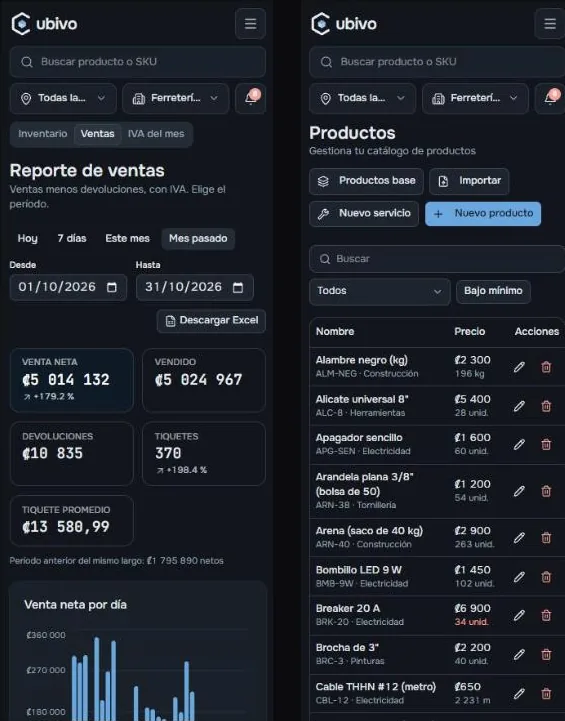 ubivo
Buscar producto o SKU
Todas la...
Ferreterí...
Inventario
Ventas
IVA del mes
Reporte de ventas
Ventas menos devoluciones, con IVA. Elige el
período.
Hoy
7 días
Este mes
Mes pasado
Desde
Hasta
01/10/2026
31/10/2026
Descargar Excel
VENTA NETA
₡5 014 132
+179.2 %
VENDIDO
₡5 024 967
DEVOLUCIONES
₡10 835
TIQUETES
370
+198.4 %
TIQUETE PROMEDIO
₡13 580,99
Período anterior del mismo largo: ₡1 795 890 netos
Venta neta por día
₡360 000
₡270 000
₡180 000
ubivo
Buscar producto o SKU
Todas la...
Ferreterí...
Productos
Gestiona tu catálogo de productos
Productos base
Importar
Nuevo servicio
+ Nuevo producto
Buscar
Todos
Bajo mínimo
Nombre Precio Acciones
Alambre negro (kg) ₡2 300
ALM-NEG · Construcción 196 kg
Alicate universal 8" ₡5 400
ALC-8 · Herramientas 28 unid.
Apagador sencillo ₡1 600
APG-SEN · Electricidad 60 unid.
Arandela plana 3/8"
(bolsa de 50) ₡1 200
ARN-38 · Tornillería 54 unid.
Arena (saco de 40 kg) ₡2 900
ARN-40 · Construcción 263 unid.
Bombillo LED 9 W ₡1 450
BMB-9W · Electricidad 102 unid.
Breaker 20 A ₡6 900
BRK-20 · Electricidad 34 unid.
Brocha de 3" ₡2 200
BRC-3 · Pinturas 40 unid.
Cable THHN #12 (metro) ₡650
CBL-12 · Electricidad 2 231 m